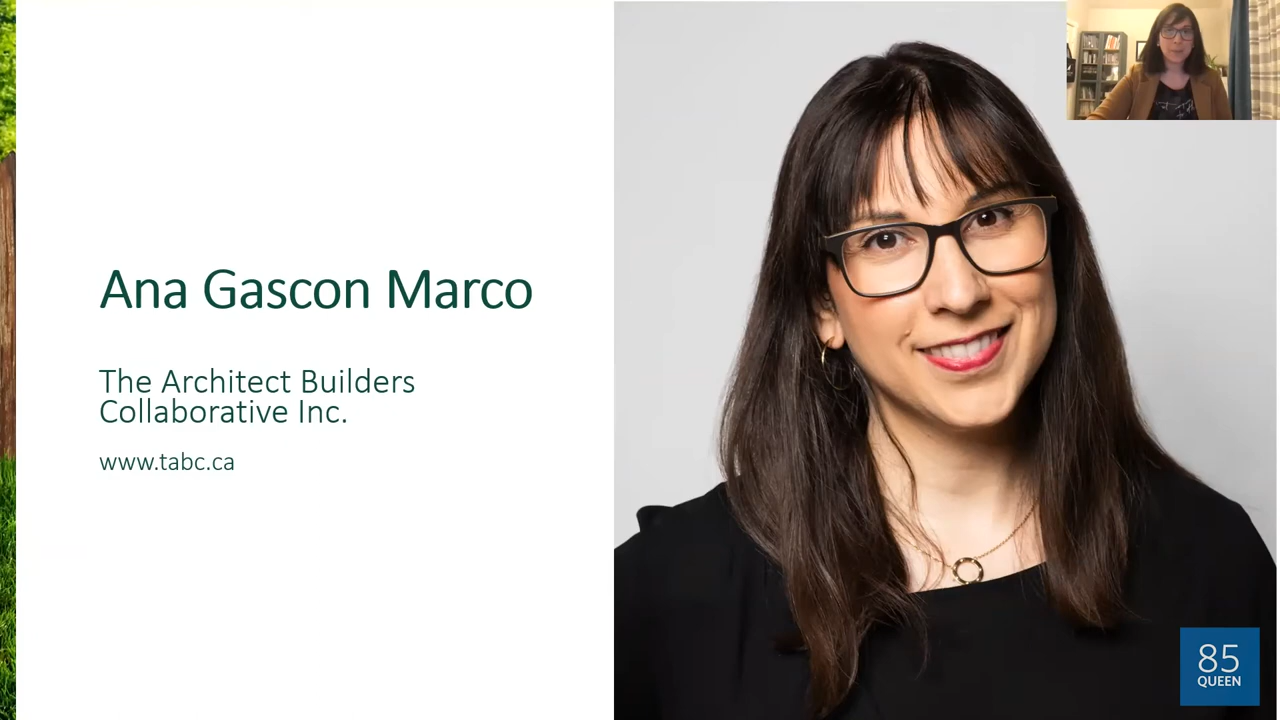 Ana Gascon Marco
The Architect Builders
Collaborative Inc.
www.tabc.ca
85
QUEEN